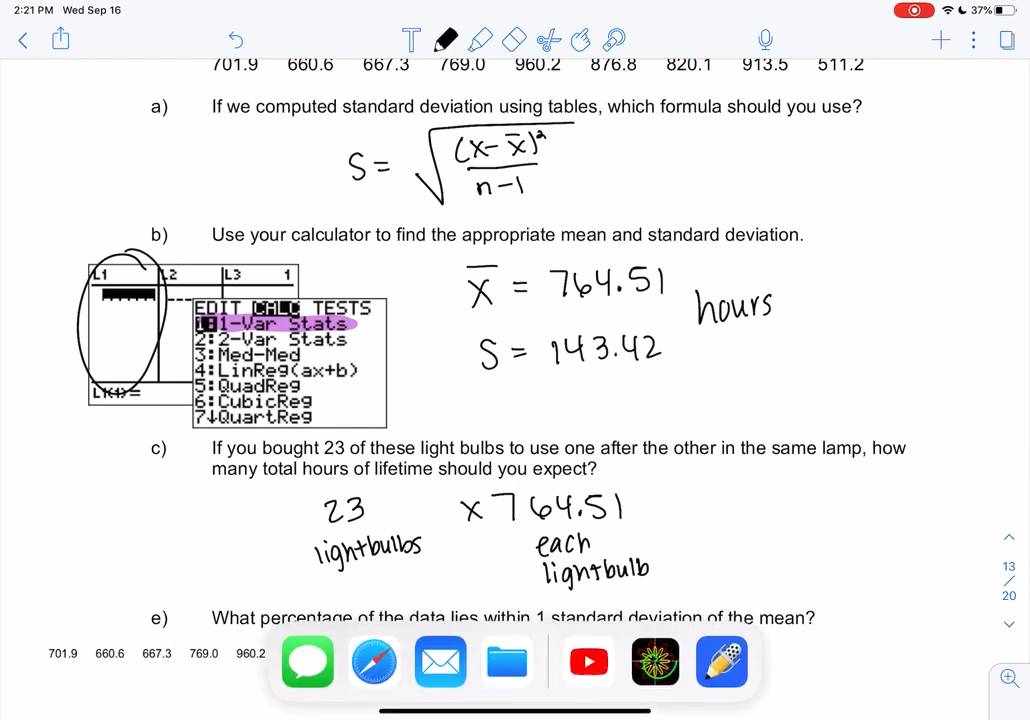 2:21 PM Wed Sep 16
37%
T
701.9 660.6 667.3 769.0 960.2 876.8 820.1 913.5 511.2
a) If we computed standard deviation using tables, which formula should you use?
S = √((x - x̄)² / (n - 1))
b) Use your calculator to find the appropriate mean and standard deviation.
L1 L2 L3 1
L1(1)=
EDIT CALC TESTS
1:1-Var Stats
2:2-Var Stats
3:Med-Med
4:LinReg(ax+b)
5:QuadReg
6:CubicReg
7↓QuartReg
x̄ = 764.51
S = 143.42
hours
c) If you bought 23 of these light bulbs to use one after the other in the same lamp, how
many total hours of lifetime should you expect?
23 x 764.51
lightbulbs each
lightbulb
13
/
20
e) What percentage of the data lies within 1 standard deviation of the mean?
701.9 660.6 667.3 769.0 960.2